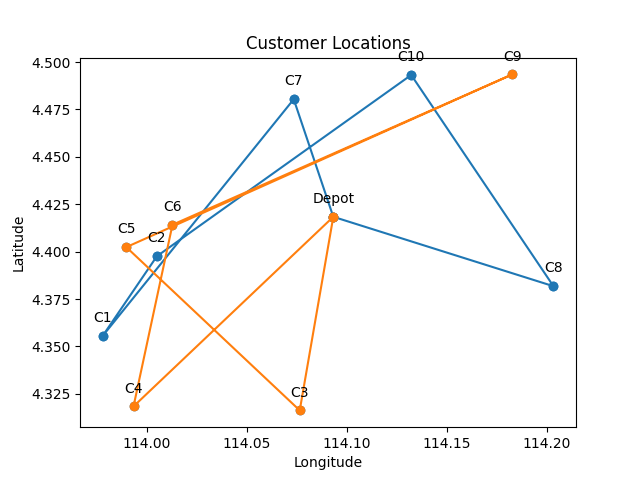 Customer Locations
C10
C9
C7
Depot
C6
C5
C2
C8
C1
C4
C3
4.500
4.475
4.450
4.425
4.400
4.375
4.350
4.325
Latitude
114.00
114.05
114.10
114.15
114.20
Longitude